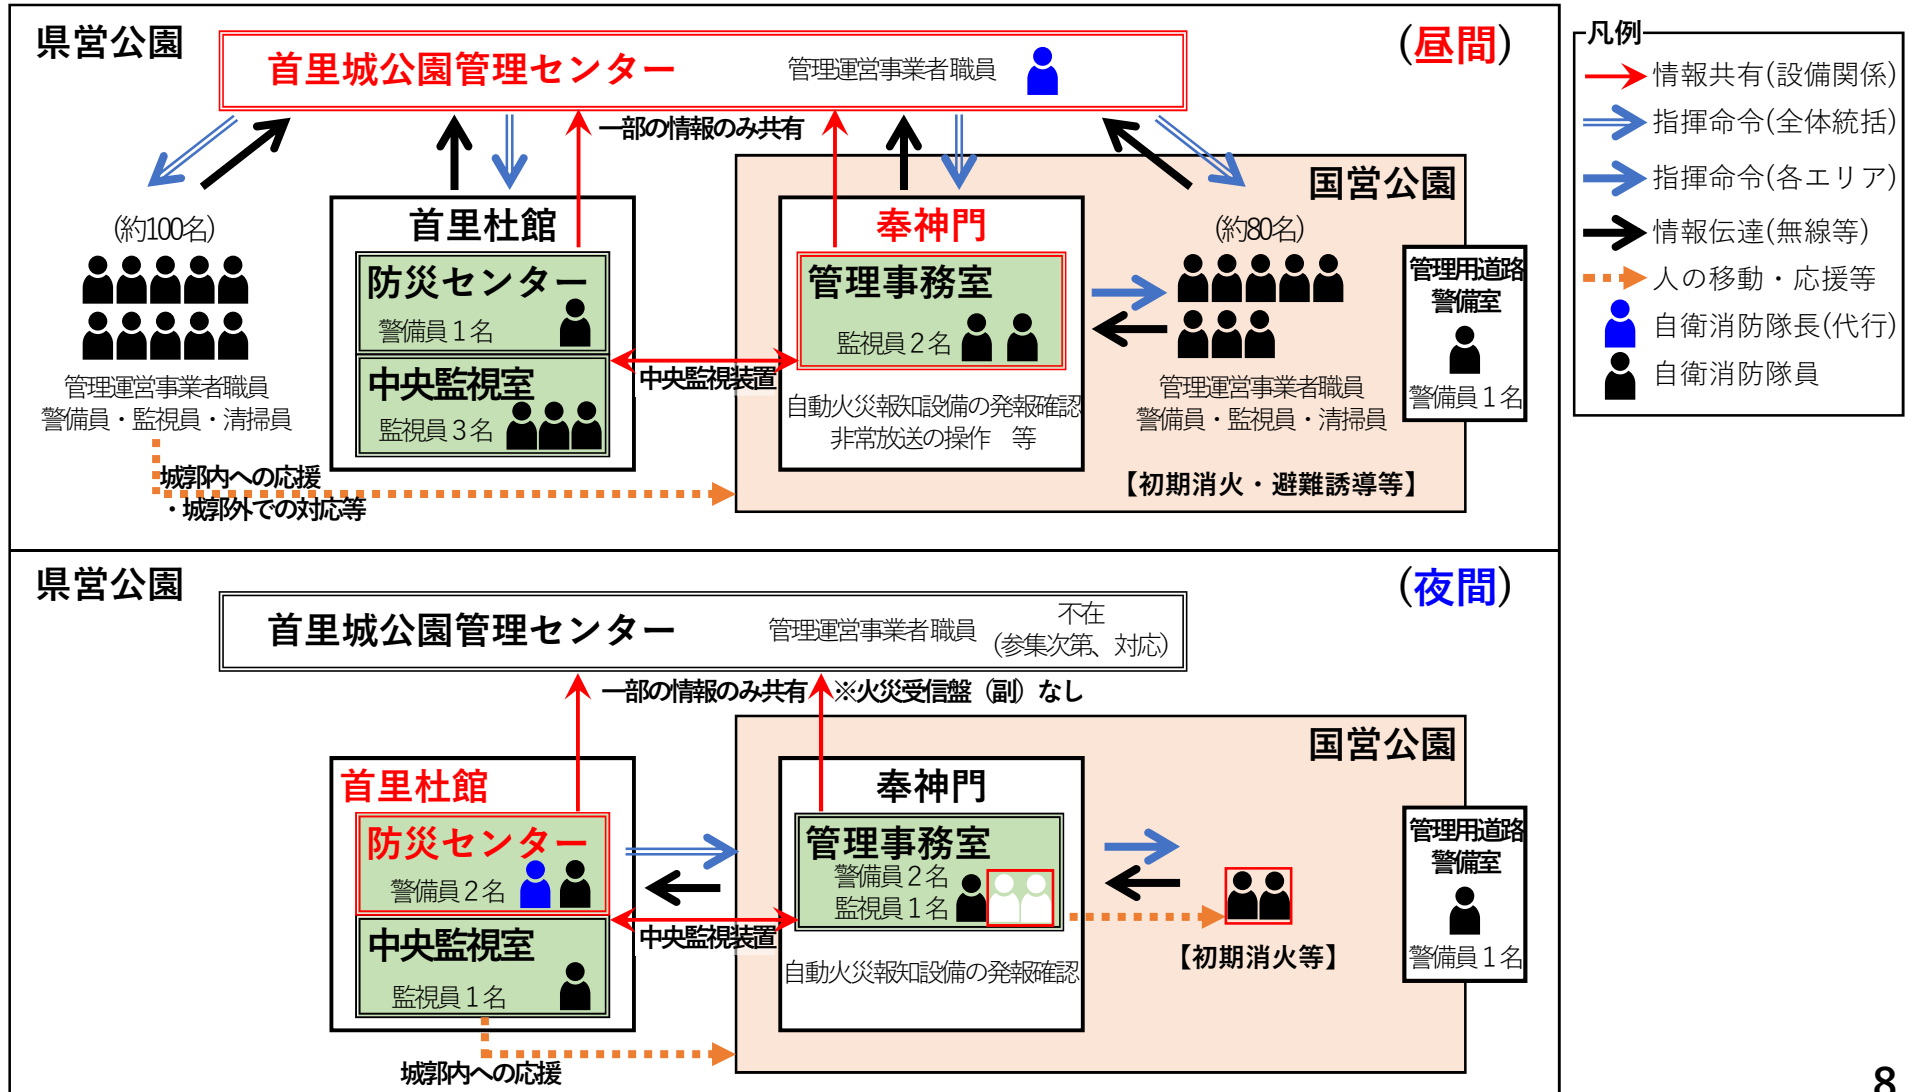 県営公園
(昼間)
首里城公園管理センター
管理運営事業者職員
一部の情報のみ共有
国営公園
(約100名)
管理運営事業者職員
警備員・監視員・清掃員
首里杜館
防災センター
警備員１名
中央監視室
監視員３名
中央監視装置
奉神門
管理事務室
監視員２名
自動火災報知設備の発報確認
非常放送の操作　等
(約80名)
管理運営事業者職員
警備員・監視員・清掃員
【初期消火・避難誘導等】
管理用道路
警備室
警備員１名
城郭内への応援
・城郭外での対応等
凡例
情報共有(設備関係)
指揮命令(全体統括)
指揮命令(各エリア)
情報伝達(無線等)
人の移動・応援等
自衛消防隊長(代行)
自衛消防隊員
県営公園
(夜間)
首里城公園管理センター
管理運営事業者職員
不在
(参集次第、対応)
一部の情報のみ共有
※火災受信盤（副）なし
国営公園
首里杜館
防災センター
警備員２名
中央監視室
監視員１名
中央監視装置
奉神門
管理事務室
警備員２名
監視員１名
自動火災報知設備の発報確認
【初期消火等】
管理用道路
警備室
警備員１名
城郭内への応援
8